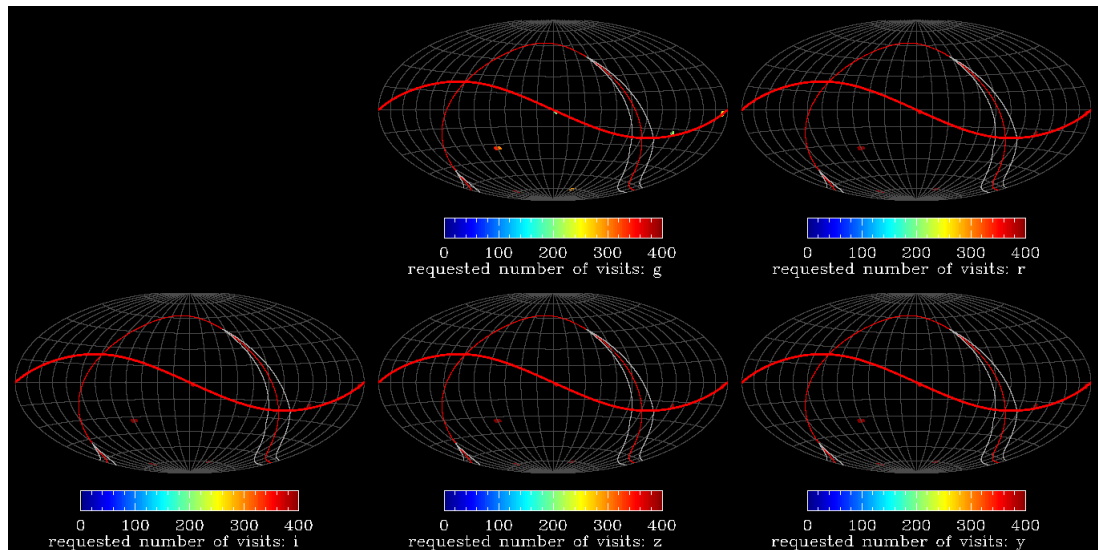 0 100 200 300 400
requested number of visits: g
0 100 200 300 400
requested number of visits: r
0 100 200 300 400
requested number of visits: i
0 100 200 300 400
requested number of visits: z
0 100 200 300 400
requested number of visits: y